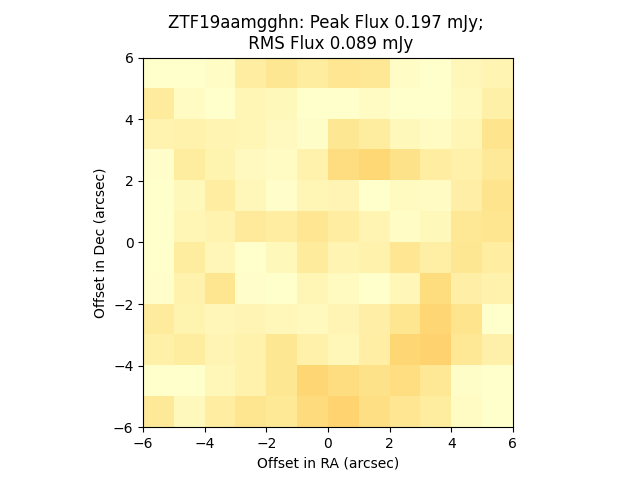 ZTF19aamgghn: Peak Flux 0.197 mJy;
RMS Flux 0.089 mJy
6
4
2
0
−2
−4
−6
Offset in Dec (arcsec)
−6 −4 −2 0 2 4 6
Offset in RA (arcsec)